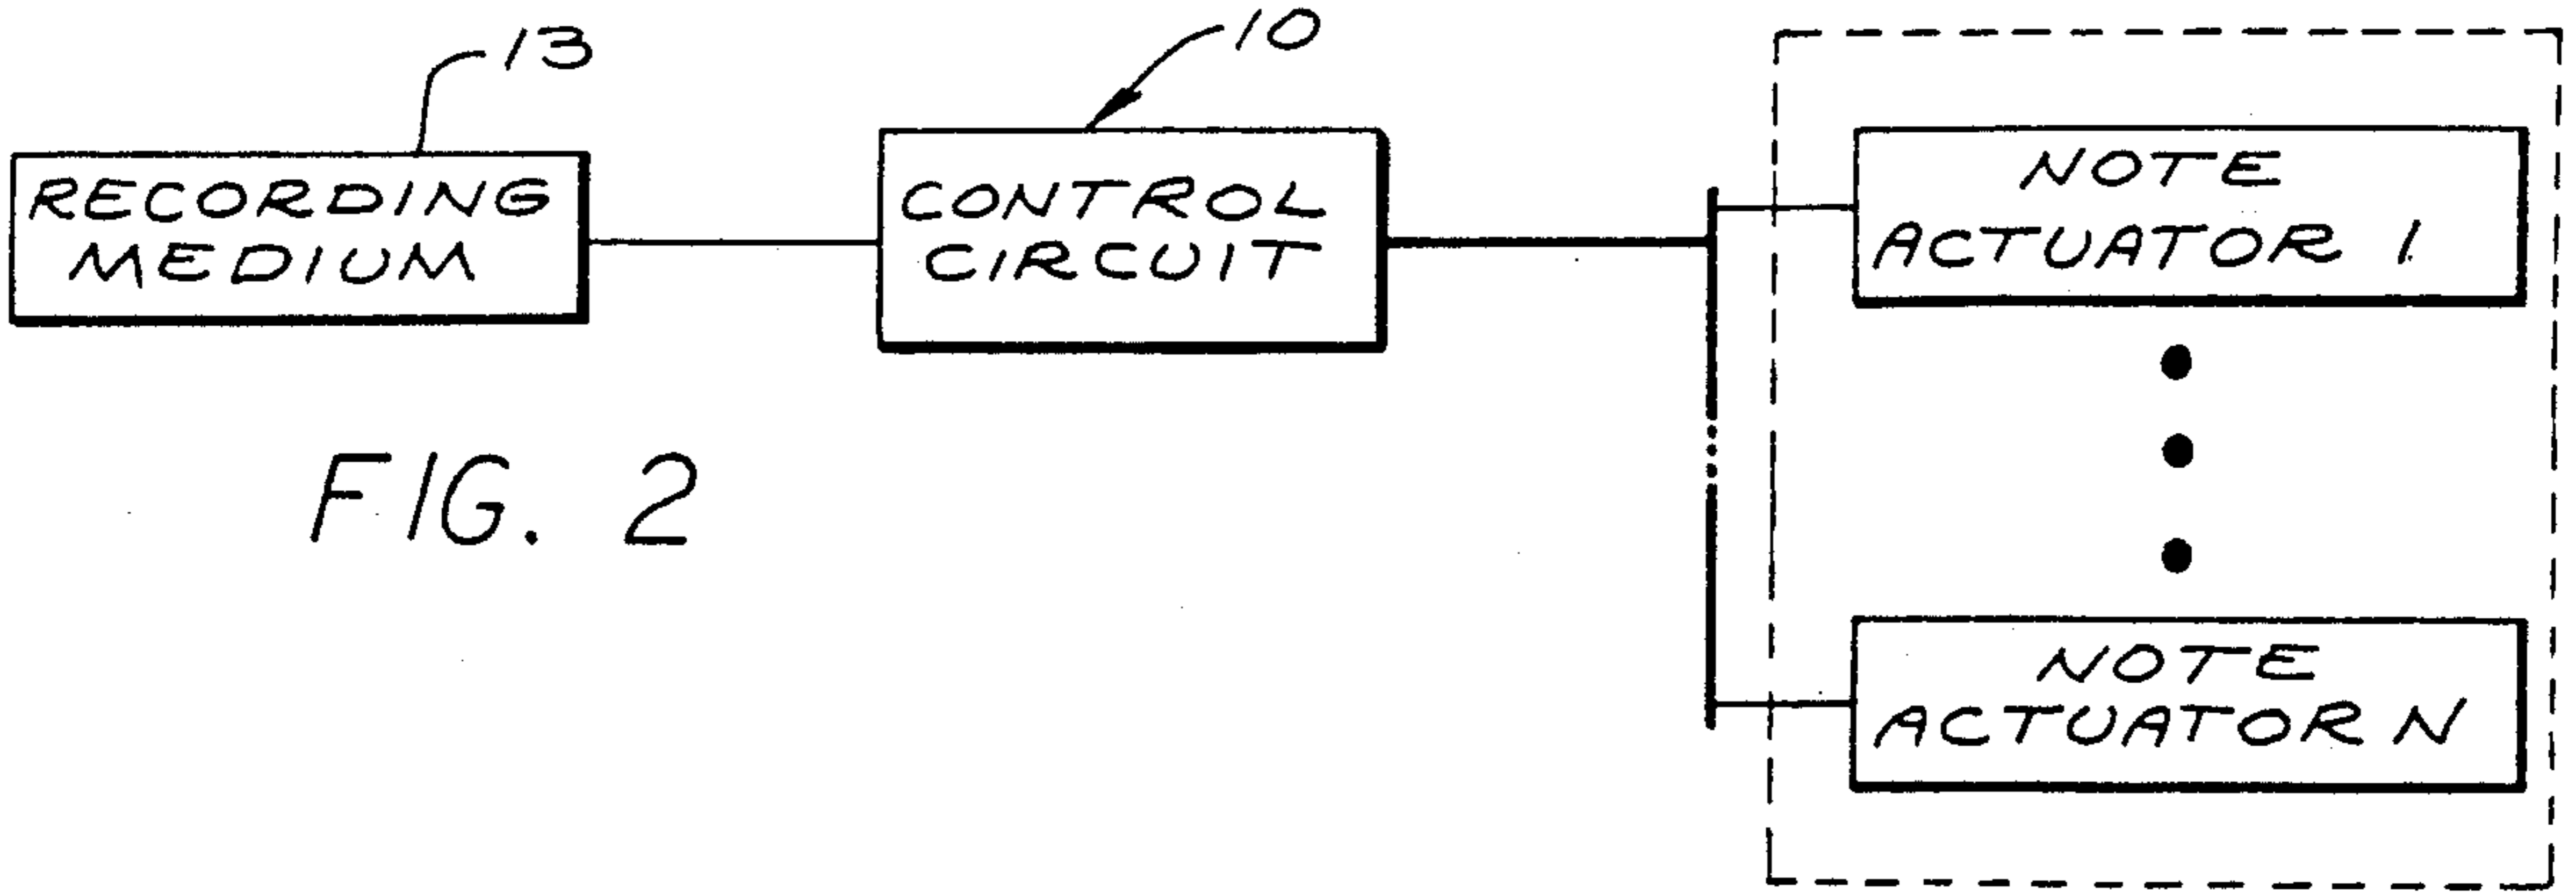 13
10
RECORDING
MEDIUM
CONTROL
CIRCUIT
NOTE
ACTUATOR 1
NOTE
ACTUATOR N
FIG. 2